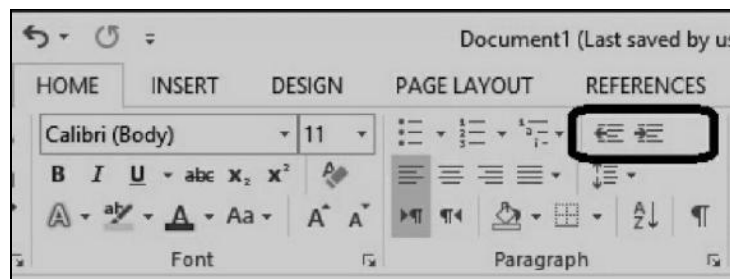 Document1 (Last saved by us
HOME INSERT DESIGN PAGE LAYOUT REFERENCES
Calibri (Body) 11
B I U abc X₂ X²
A ab A Aa A A
Font Paragraph